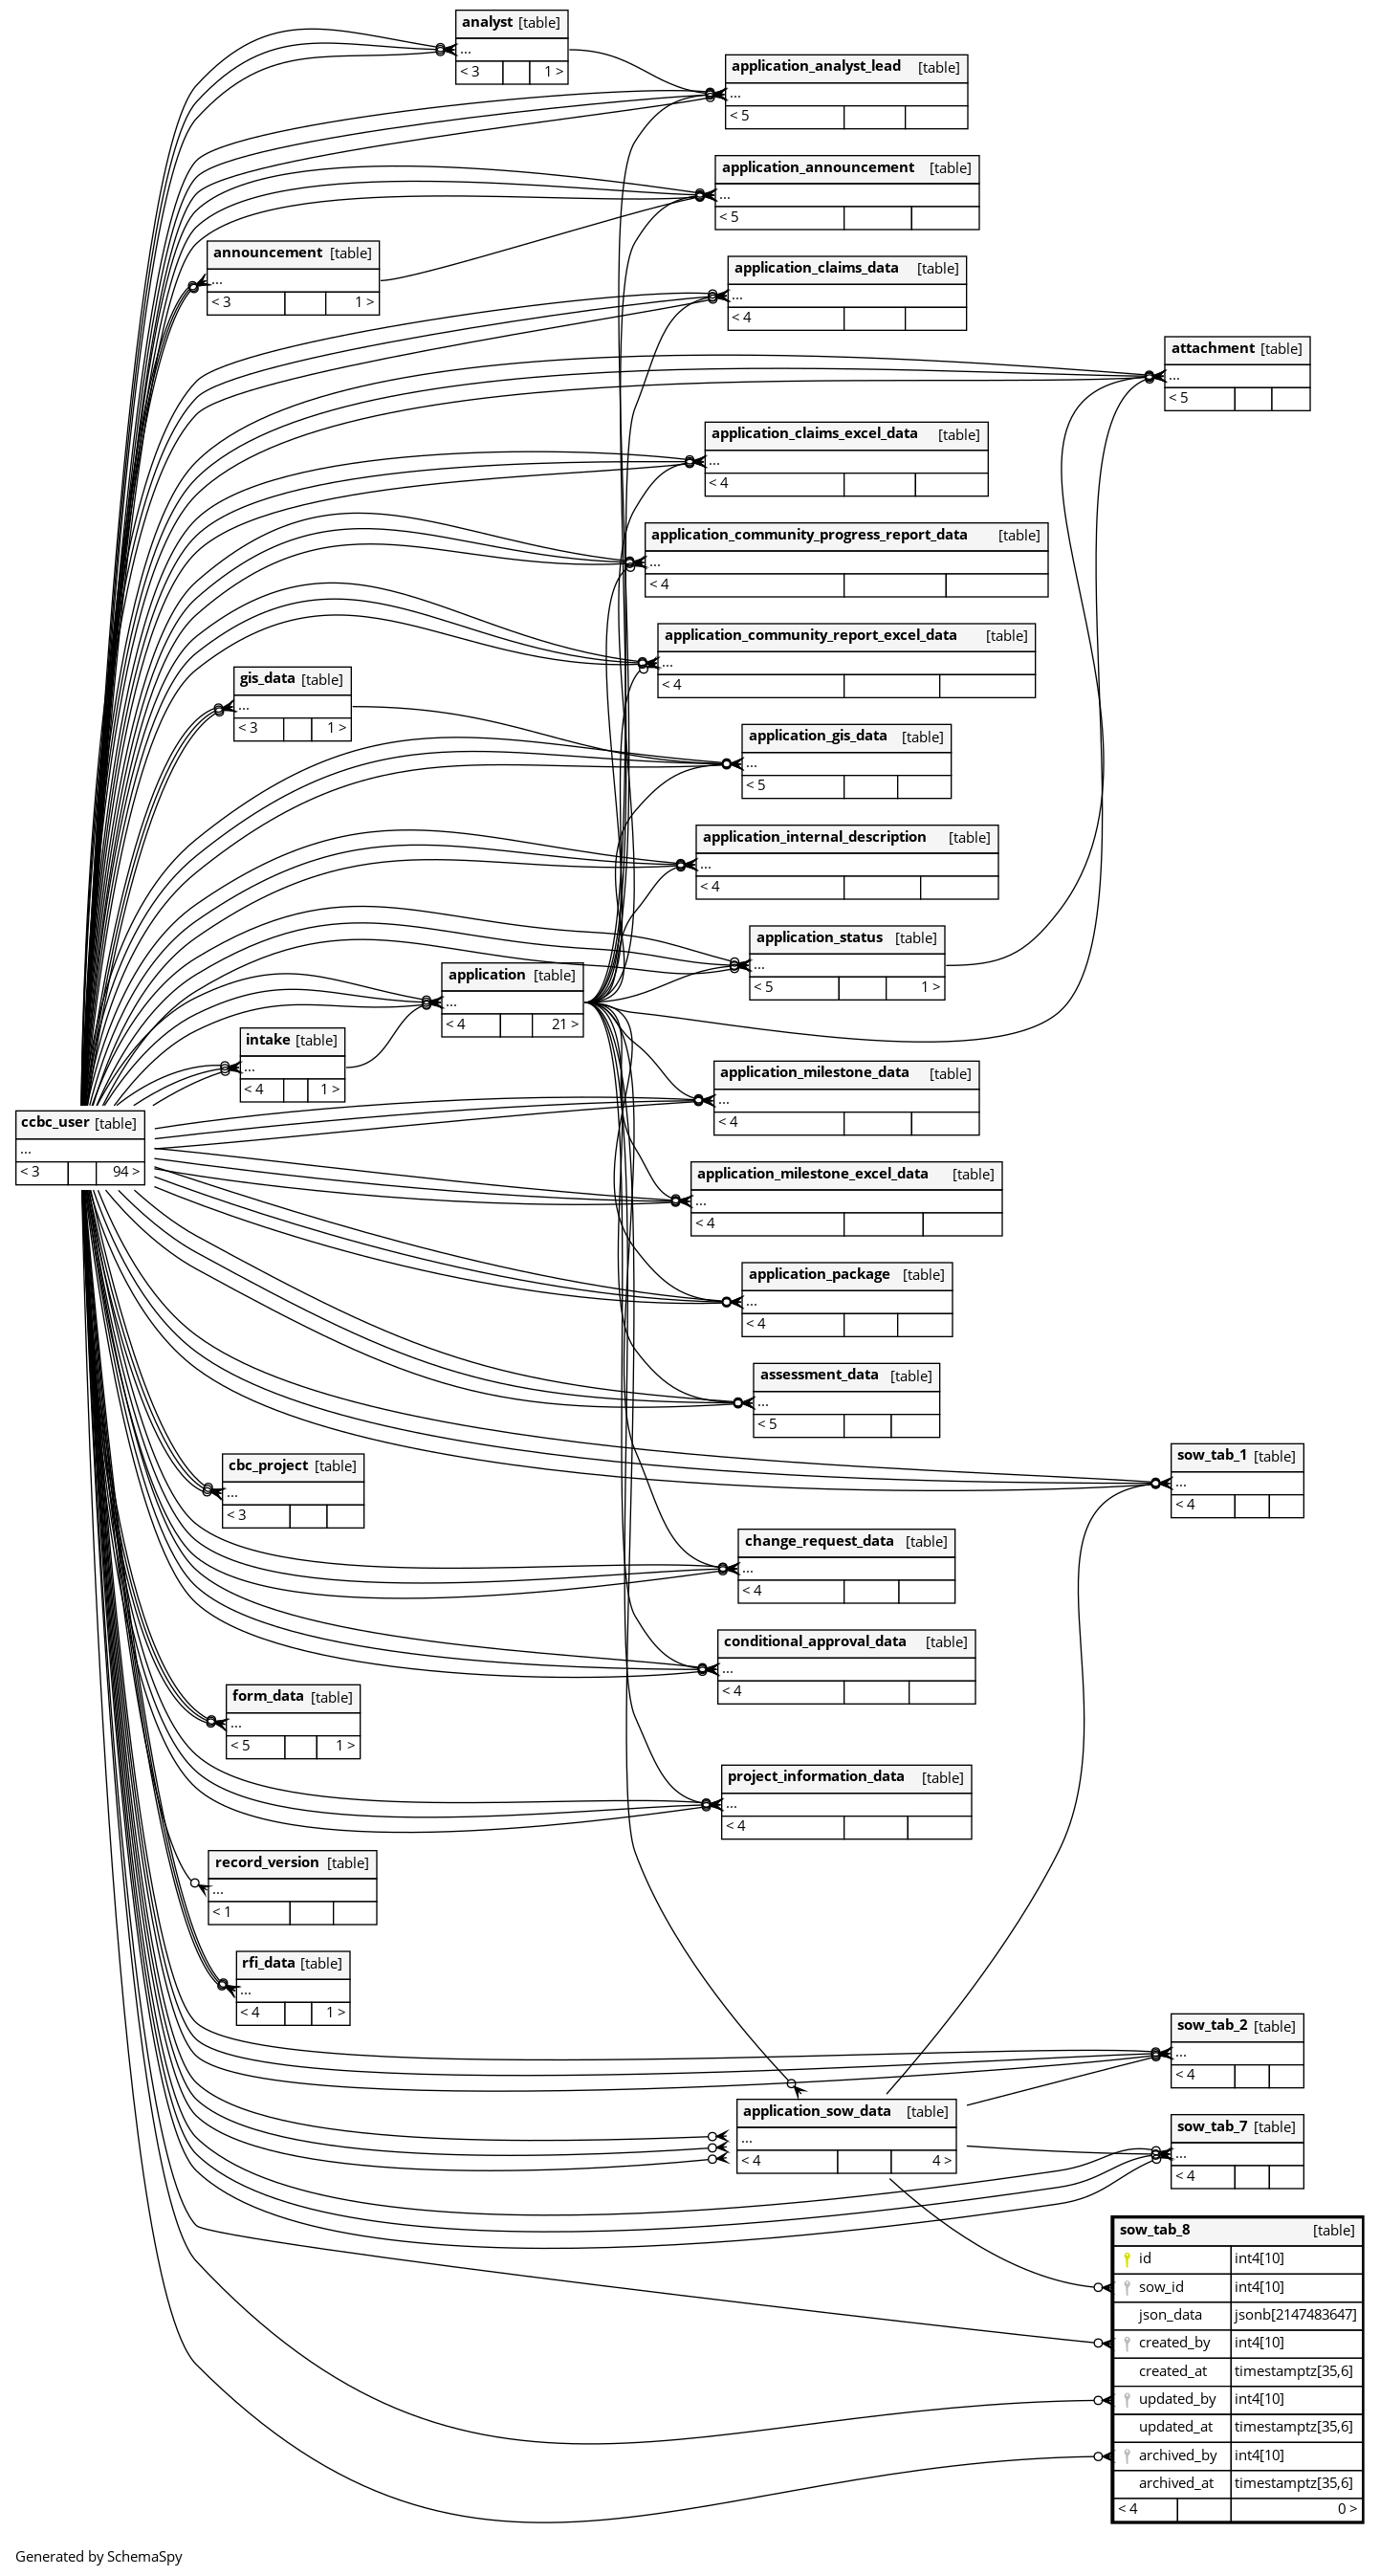 analyst [table]
...
< 3 1 >
application_analyst_lead [table]
...
< 5
application_announcement [table]
...
< 5
announcement [table]
...
< 3 1 >
application_claims_data [table]
...
< 4
attachment [table]
...
< 5
application_claims_excel_data [table]
...
< 4
application_community_progress_report_data [table]
...
< 4
application_community_report_excel_data [table]
...
< 4
gis_data [table]
...
< 3 1 >
application_gis_data [table]
...
< 5
application_internal_description [table]
...
< 4
application_status [table]
...
< 5 1 >
application [table]
...
< 4 21 >
intake [table]
...
< 4 1 >
application_milestone_data [table]
...
< 4
ccbc_user [table]
...
< 3 94 >
application_milestone_excel_data [table]
...
< 4
application_package [table]
...
< 4
assessment_data [table]
...
< 5
sow_tab_1 [table]
...
< 4
cbc_project [table]
...
< 3
change_request_data [table]
...
< 4
conditional_approval_data [table]
...
< 4
form_data [table]
...
< 5 1 >
project_information_data [table]
...
< 4
record_version [table]
...
< 1
rfi_data [table]
...
< 4 1 >
sow_tab_2 [table]
...
< 4
application_sow_data [table]
...
< 4 4 >
sow_tab_7 [table]
...
< 4
sow_tab_8 [table]
id int4[10]
sow_id int4[10]
json_data jsonb[2147483647]
created_by int4[10]
created_at timestamptz[35,6]
updated_by int4[10]
updated_at timestamptz[35,6]
archived_by int4[10]
archived_at timestamptz[35,6]
< 4 0 >
Generated by SchemaSpy